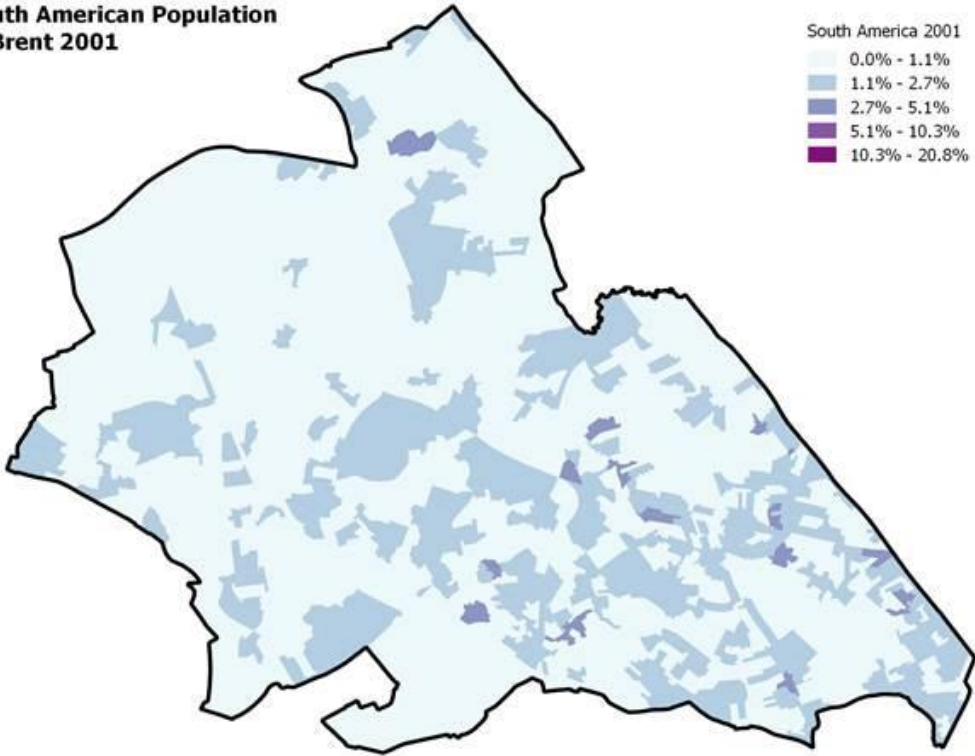 uth American Population
Brent 2001
South America 2001
0.0% - 1.1%
1.1% - 2.7%
2.7% - 5.1%
5.1% - 10.3%
10.3% - 20.8%